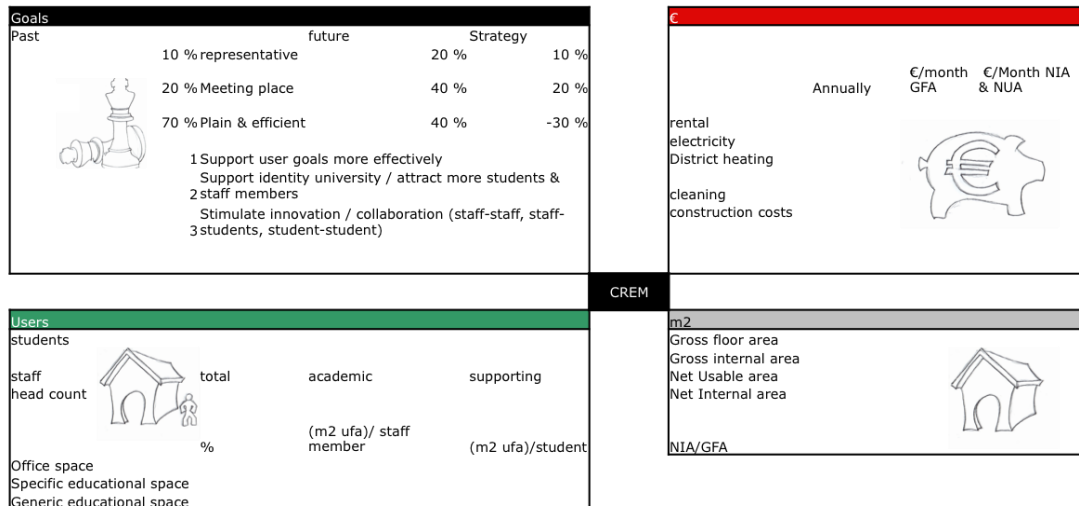 Goals
Past future Strategy
10 % representative 20 % 10 %
20 % Meeting place 40 % 20 %
70 % Plain & efficient 40 % -30 %
1 Support user goals more effectively
Support identity university / attract more students &
2 staff members
Stimulate innovation / collaboration (staff-staff, staff-
3 students, student-student)
€
€/month €/Month NIA
Annually GFA & NUA
rental
electricity
District heating
cleaning
construction costs
CREM
Users
students
staff total academic supporting
head count
(m2 ufa)/ staff
% member (m2 ufa)/student
Office space
Specific educational space
Generic educational space
m2
Gross floor area
Gross internal area
Net Usable area
Net Internal area
NIA/GFA